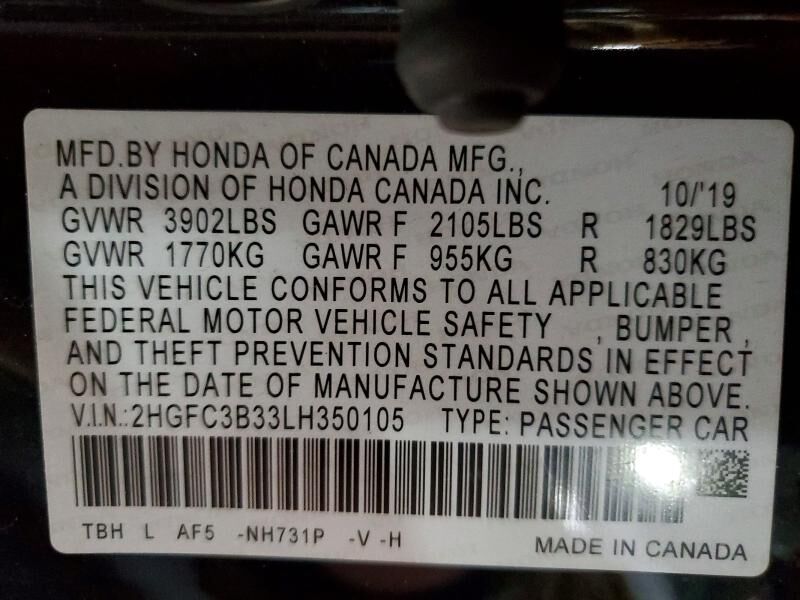 MFD.BY HONDA OF CANADA MFG.,
A DIVISION OF HONDA CANADA INC. 10/'19
GVWR 3902LBS GAWR F 2105LBS R 1829LBS
GVWR 1770KG GAWR F 955KG R 830KG
THIS VEHICLE CONFORMS TO ALL APPLICABLE
FEDERAL MOTOR VEHICLE SAFETY , BUMPER ,
AND THEFT PREVENTION STANDARDS IN EFFECT
ON THE DATE OF MANUFACTURE SHOWN ABOVE.
V.I.N.:2HGFC3B33LH350105 TYPE: PASSENGER CAR
TBH L AF5 -NH731P -V -H
MADE IN CANADA